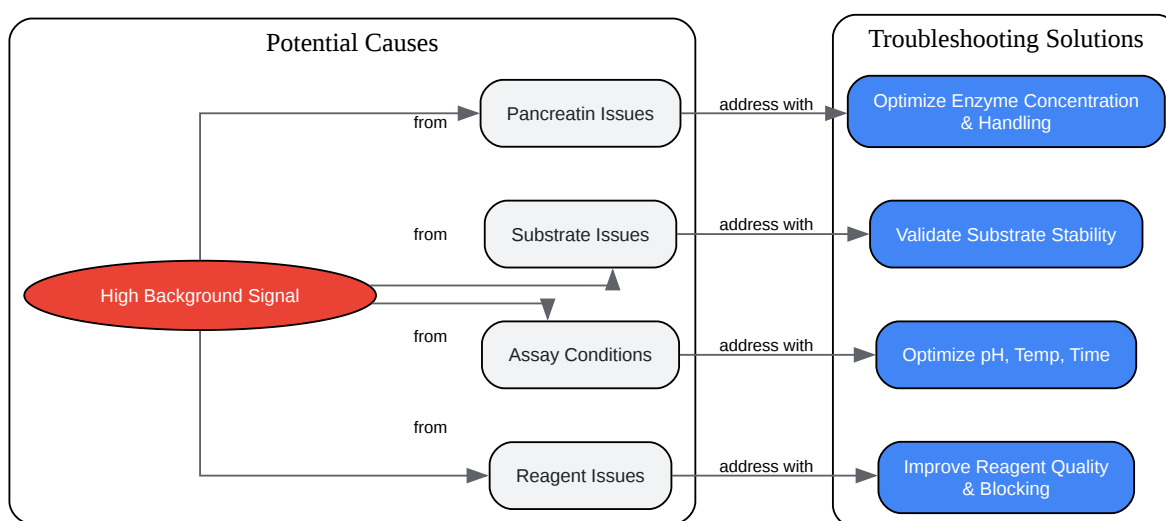 Potential Causes
Troubleshooting Solutions
from
Pancreatin Issues
address with
Optimize Enzyme Concentration
& Handling
from
Substrate Issues
address with
Validate Substrate Stability
High Background Signal
from
Assay Conditions
address with
Optimize pH, Temp, Time
from
Reagent Issues
address with
Improve Reagent Quality
& Blocking